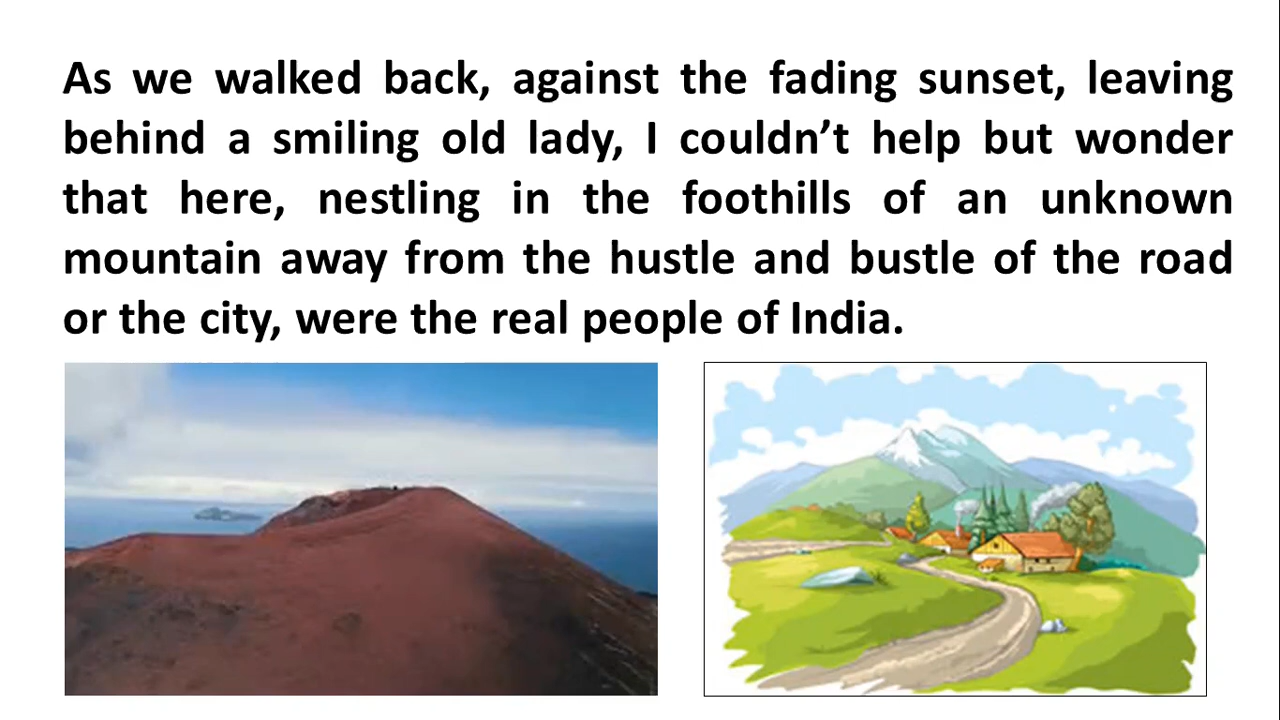 As we walked back, against the fading sunset, leaving
behind a smiling old lady, I couldn’t help but wonder
that here, nestling in the foothills of an unknown
mountain away from the hustle and bustle of the road
or the city, were the real people of India.